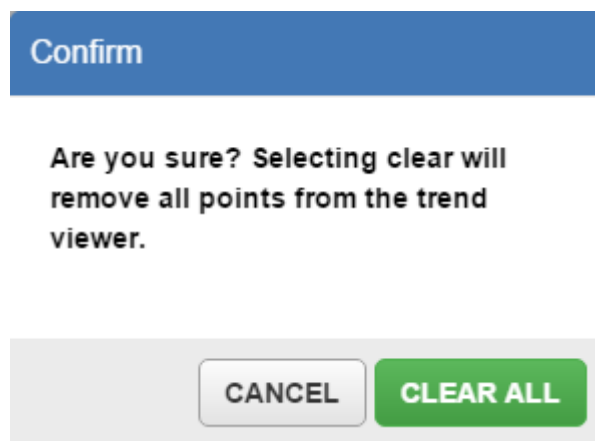 Confirm
Are you sure? Selecting clear will
remove all points from the trend
viewer.
CANCEL CLEAR ALL